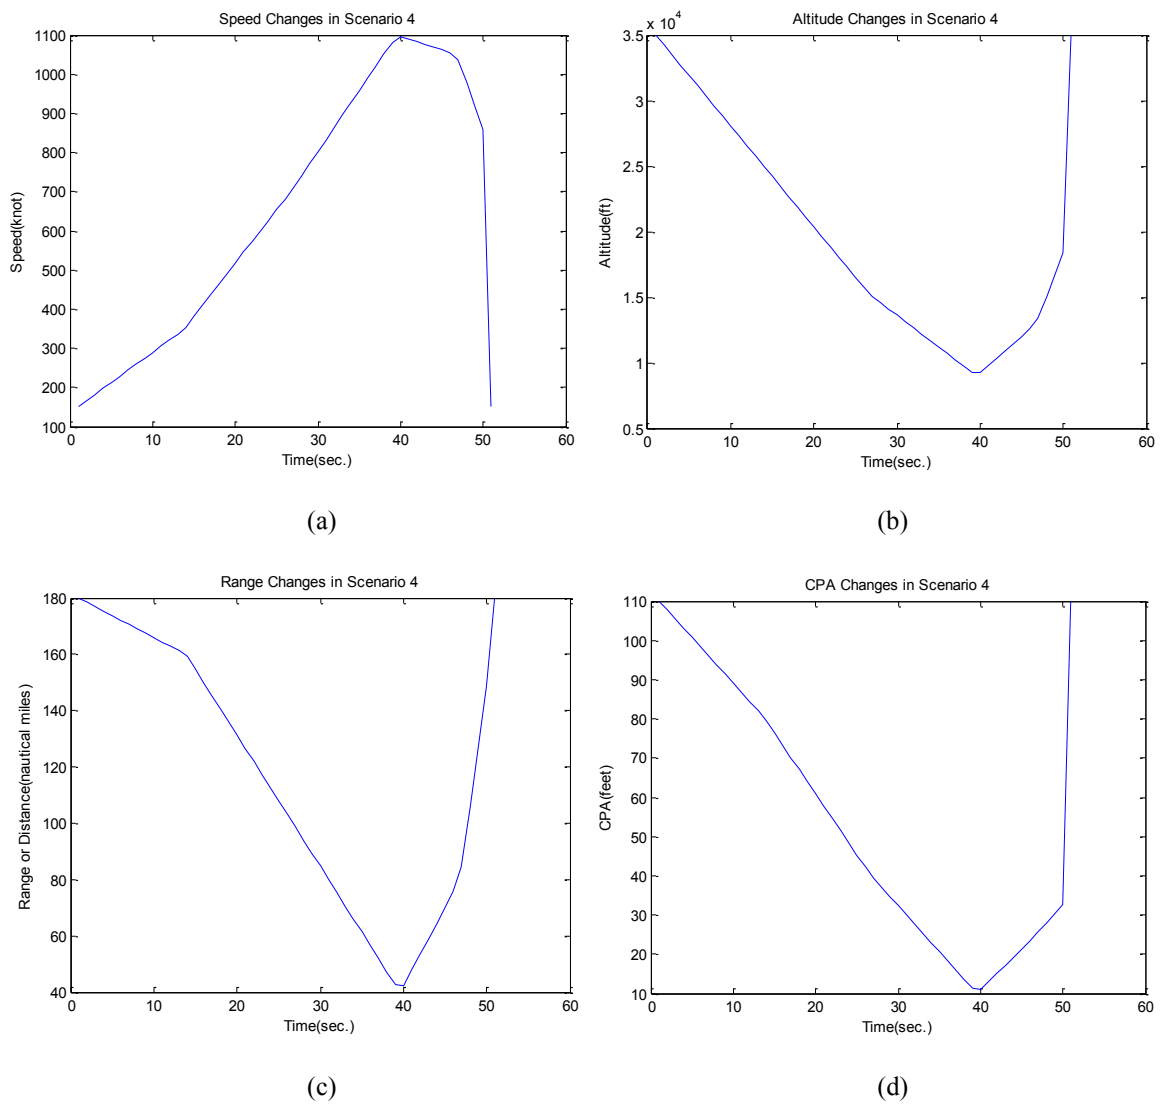 Speed Changes in Scenario 4
1100
1000
900
800
700
600
500
400
300
200
100
Speed(knot)
0 10 20 30 40 50 60
Time(sec.)
(a)
Altitude Changes in Scenario 4
x 10^4
3.5
3
2.5
2
1.5
1
0.5
Altitude(ft)
0 10 20 30 40 50 60
Time(sec.)
(b)
Range Changes in Scenario 4
180
160
140
120
100
80
60
40
Range or Distance(nautical miles)
0 10 20 30 40 50 60
Time(sec.)
(c)
CPA Changes in Scenario 4
110
100
90
80
70
60
50
40
30
20
10
CPA(feet)
0 10 20 30 40 50 60
Time(sec.)
(d)